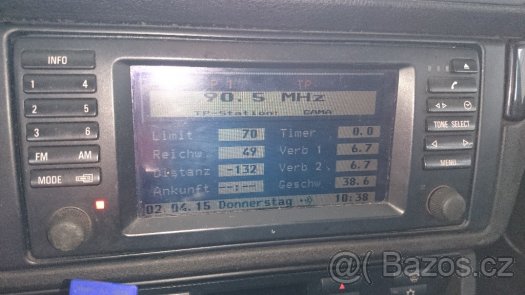 INFO
1 4
2 5
3 6
FM AM
MODE
TP
90.5 MHz
TP-Station: GAMA
Limit 70 Timer 0.0
Reichw. 49 Verb 1 6.7
Distanz -132 Verb 2 6.7
Ankunft --:-- Geschw. 38.6
02.04.15 Donnerstag 10:38
TONE SELECT
MENU
Bazos.cz